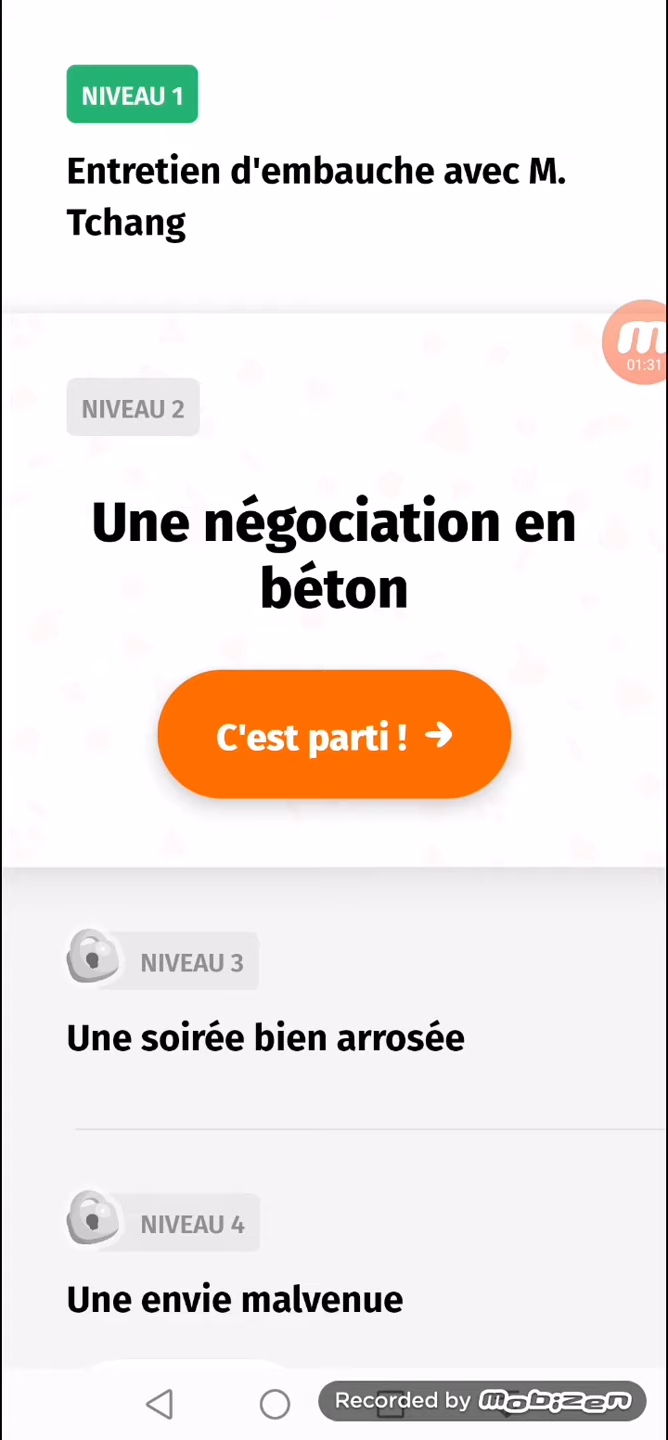 NIVEAU 1
Entretien d'embauche avec M.
Tchang
m
01:31
NIVEAU 2
Une négociation en
béton
C'est parti ! →
NIVEAU 3
Une soirée bien arrosée
NIVEAU 4
Une envie malvenue
Recorded by mobizen